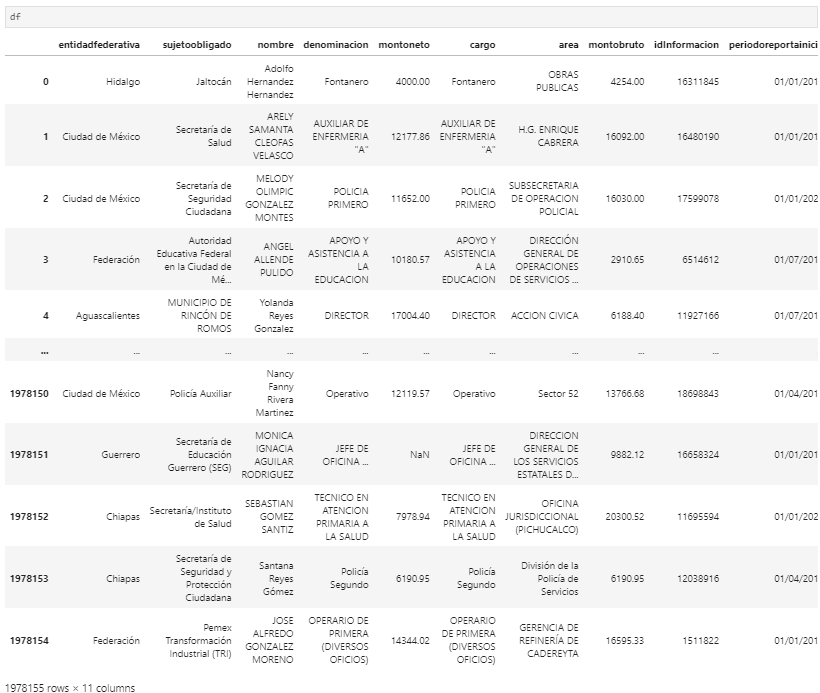 df
entidadfederativa sujetoobligado nombre denominacion montoneto cargo area montobruto idInformacion periodoreportainici
0 Hidalgo Jaltocán Adolfo Hernandez Hernandez Fontanero 4000.00 Fontanero OBRAS PUBLICAS 4254.00 16311845 01/01/201
1 Ciudad de México Secretaría de Salud ARELY SAMANTA CLEOFAS VELASCO AUXILIAR DE ENFERMERIA "A" 12177.86 AUXILIAR DE ENFERMERIA "A" H.G. ENRIQUE CABRERA 16092.00 16480190 01/01/201
2 Ciudad de México Secretaría de Seguridad Ciudadana MELODY OLIMPIC GONZALEZ MONTES POLICIA PRIMERO 11652.00 POLICIA PRIMERO SUBSECRETARIA DE OPERACION POLICIAL 16030.00 17599078 01/01/202
3 Federación Autoridad Educativa Federal en la Ciudad de Mé... ANGEL ALLENDE PULIDO APOYO Y ASISTENCIA A LA EDUCACION 10180.57 APOYO Y ASISTENCIA A LA EDUCACION DIRECCIÓN GENERAL DE OPERACIONES DE SERVICIOS ... 2910.65 6514612 01/07/201
4 Aguascalientes MUNICIPIO DE RINCÓN DE ROMOS Yolanda Reyes Gonzalez DIRECTOR 17004.40 DIRECTOR ACCION CIVICA 6188.40 11927166 01/07/201
... ... ... ... ... ... ... ... ... ...
1978150 Ciudad de México Policía Auxiliar Nancy Fanny Rivera Martinez Operativo 12119.57 Operativo Sector 52 13766.68 18698843 01/04/201
1978151 Guerrero Secretaría de Educación Guerrero (SEG) MONICA IGNACIA AGUILAR RODRIGUEZ JEFE DE OFICINA ... NaN JEFE DE OFICINA ... DIRECCION GENERAL DE LOS SERVICIOS ESTATALES D... 9882.12 16658324 01/01/201
1978152 Chiapas Secretaría/Instituto de Salud SEBASTIAN GOMEZ SANTIZ TECNICO EN ATENCION PRIMARIA A LA SALUD 7978.94 TECNICO EN ATENCION PRIMARIA A LA SALUD OFICINA JURISDICCIONAL (PICHUCALCO) 20300.52 11695594 01/01/202
1978153 Chiapas Secretaría de Seguridad y Protección Ciudadana Santana Reyes Gómez Policía Segundo 6190.95 Policía Segundo División de la Policía de Servicios 6190.95 12038916 01/04/201
1978154 Federación Pemex Transformación Industrial (TRI) JOSE ALFREDO GONZALEZ MORENO OPERARIO DE PRIMERA (DIVERSOS OFICIOS) 14344.02 OPERARIO DE PRIMERA (DIVERSOS OFICIOS) GERENCIA DE REFINERÍA DE CADEREYTA 16595.33 1511822 01/01/201
1978155 rows × 11 columns